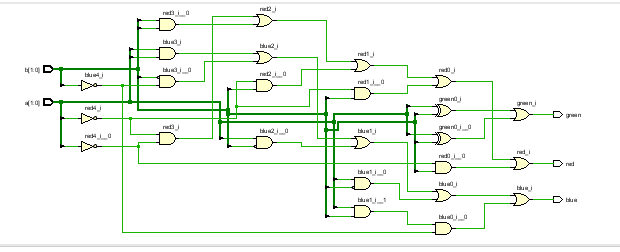 red3_i__0
red2_i
blue3_i
blue2_i
red1_i
b[1:0]
blue4_i
blue3_i__0
red2_i__0
red1_i__0
red0_i
a[1:0]
red4_i
green0_i
green_i
green
red3_i
blue2_i__0
blue1_i
green0_i__0
red4_i__0
red0_i__0
red_i
red
blue1_i__0
blue0_i
blue_i
blue
blue1_i__1
blue0_i__0